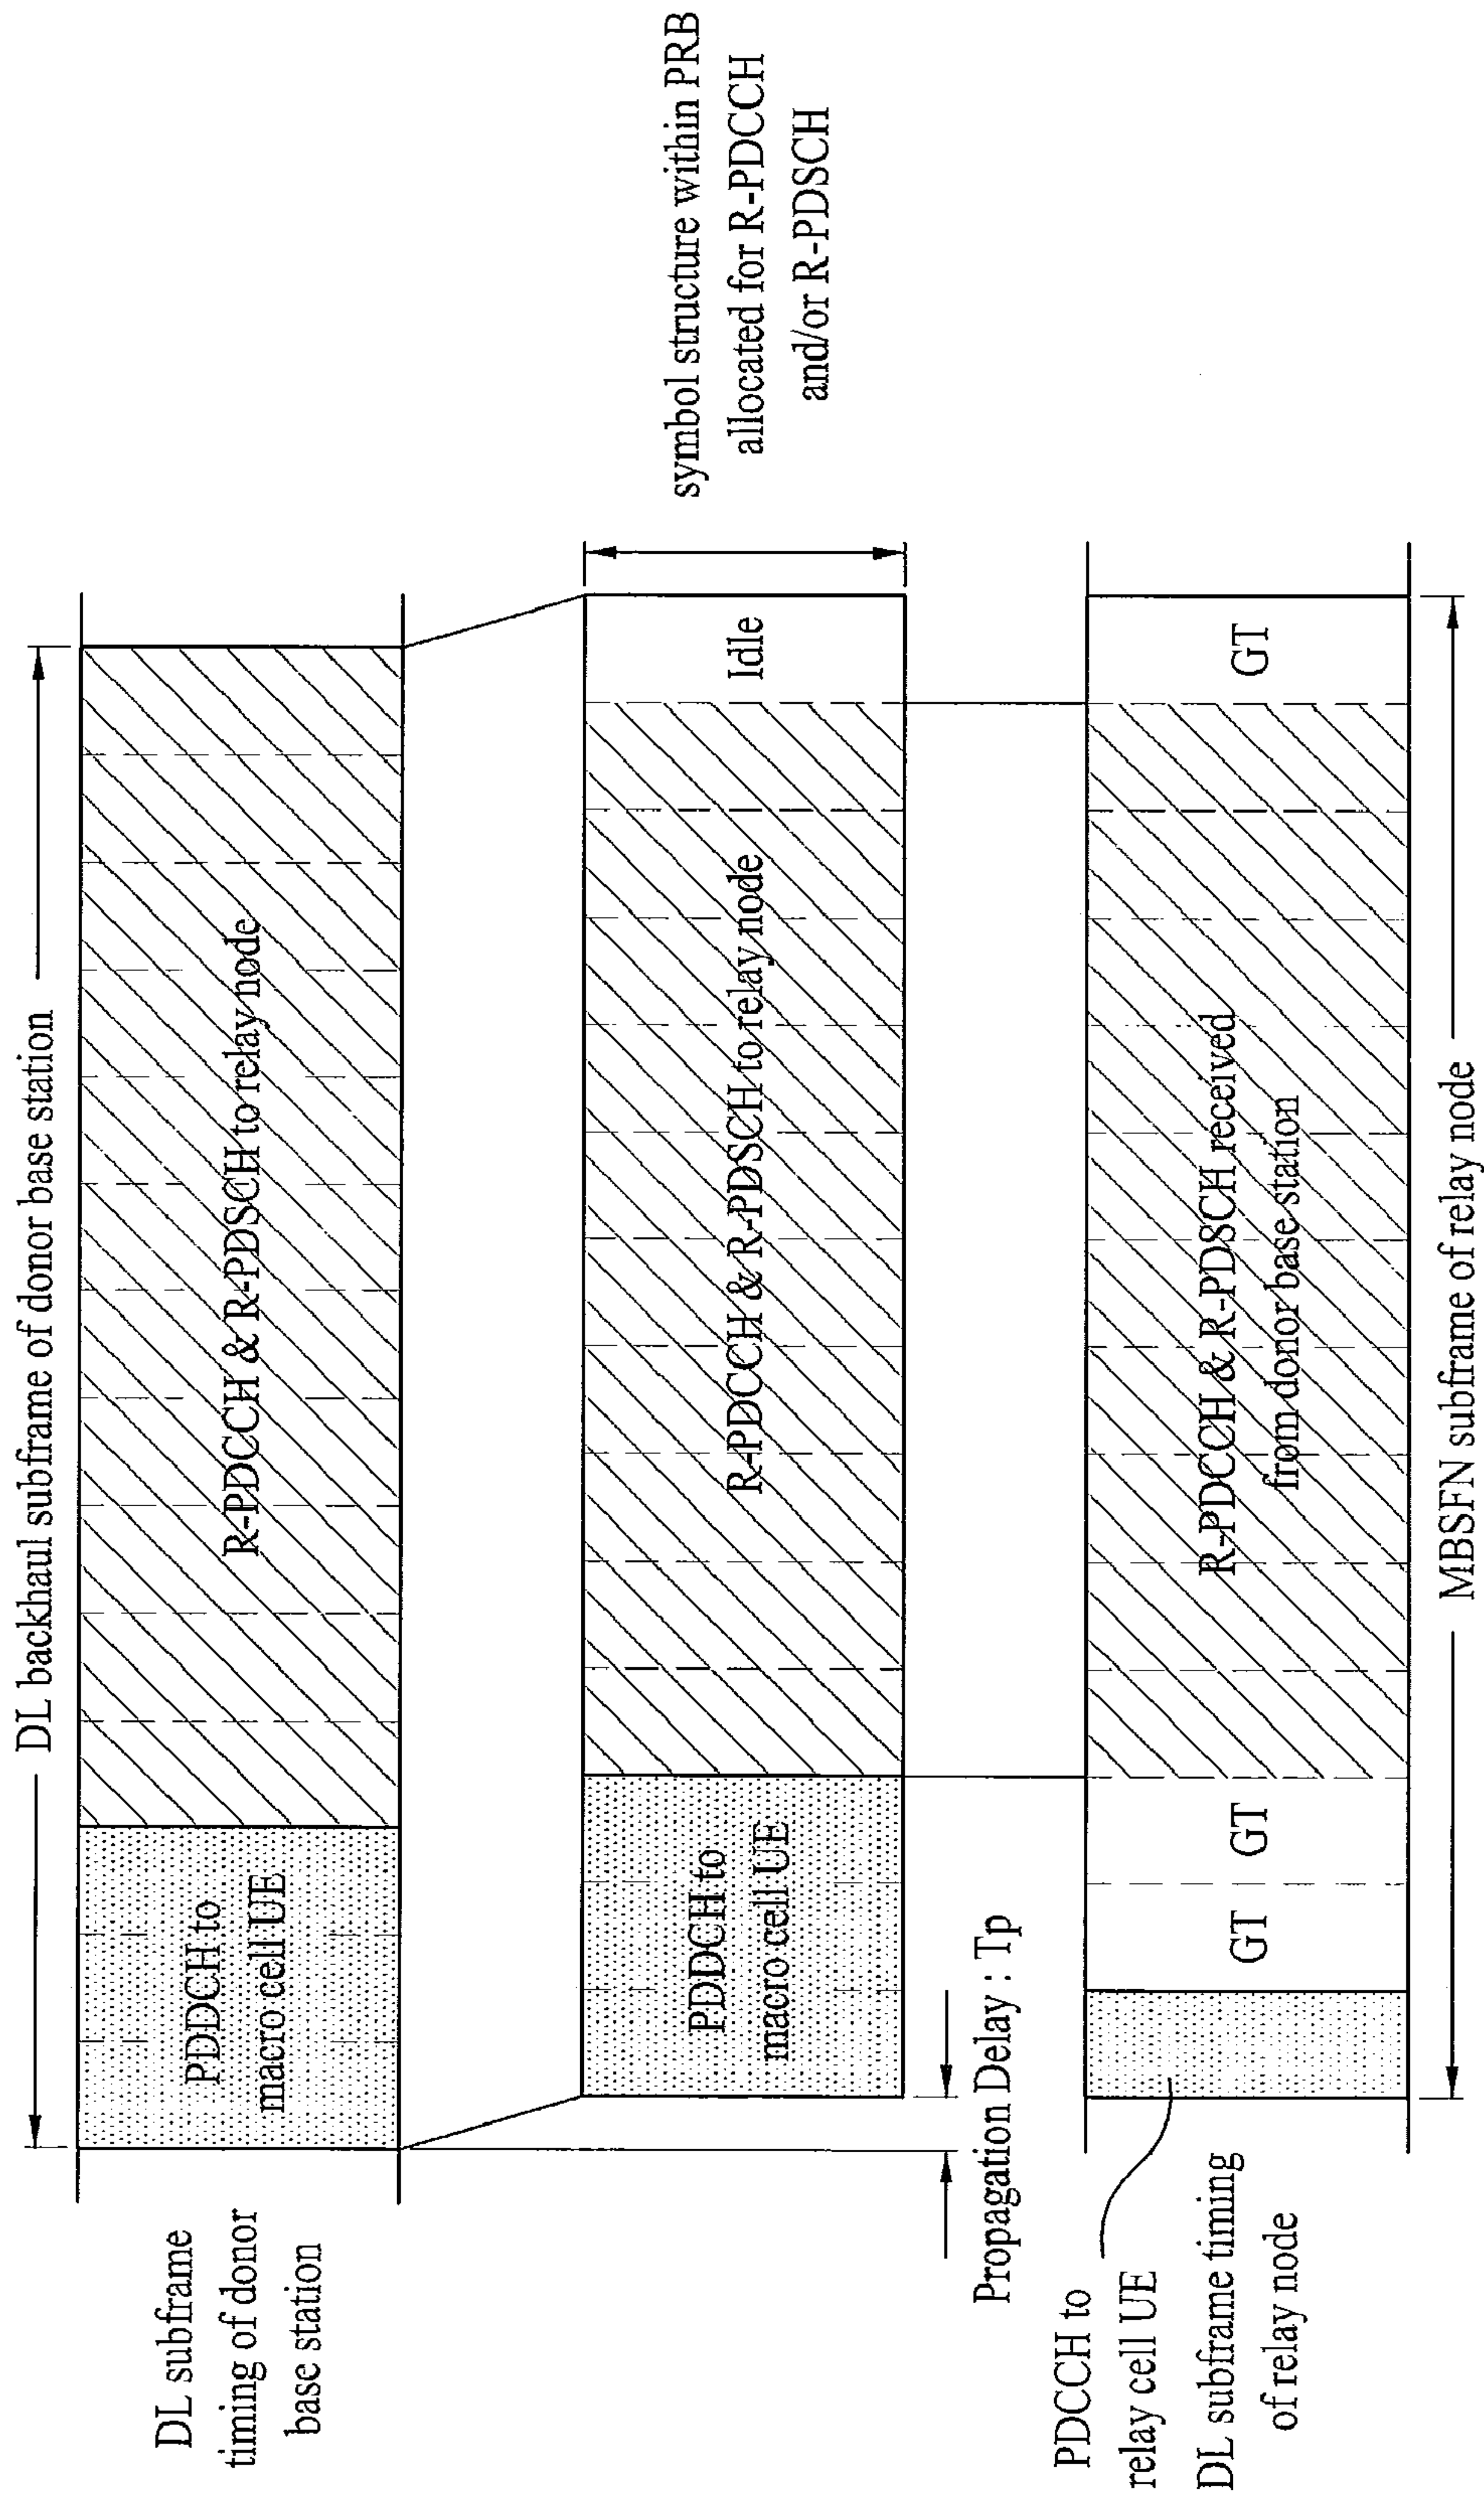 DL backhaul subframe of donor base station
DL subframe
timing of donor
base station
PDDCH to
macro cell UE
R-PDCCH & R-PDSCH to relay node
PDDCH to
macro cell UE
R-PDCCH & R-PDSCH to relay node
Idle
symbol structure within PRB
allocated for R-PDCCH
and/or R-PDSCH
Propagation Delay : Tp
PDCCH to
relay cell UE
DL subframe timing
of relay node
GT
GT
R-PDCCH & R-PDSCH received
from donor base station
GT
MBSFN subframe of relay node